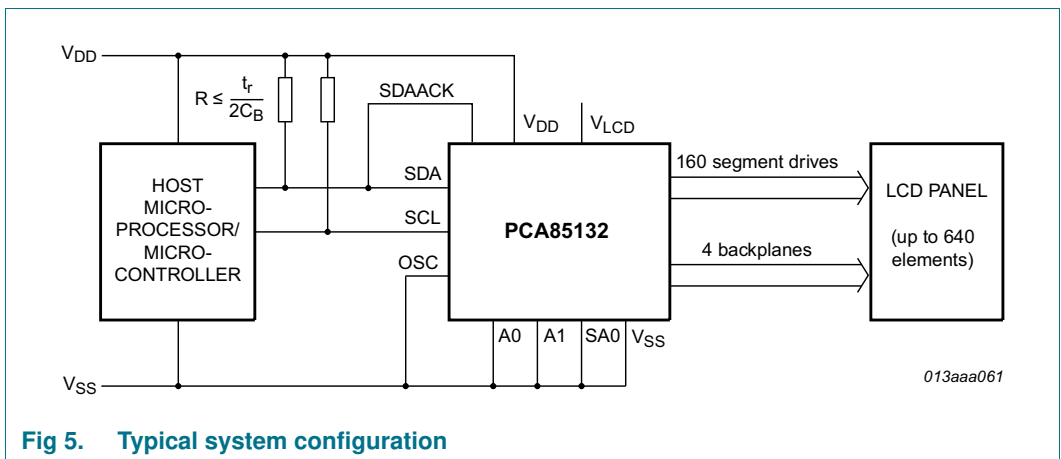 VDD
R ≤ tr
2CB
SDAACK
VDD
VLCD
HOST
MICRO-
PROCESSOR/
MICRO-
CONTROLLER
SDA
SCL
OSC
PCA85132
160 segment drives
4 backplanes
LCD PANEL
(up to 640
elements)
A0
A1
SA0
VSS
VSS
013aaa061
Fig 5. Typical system configuration